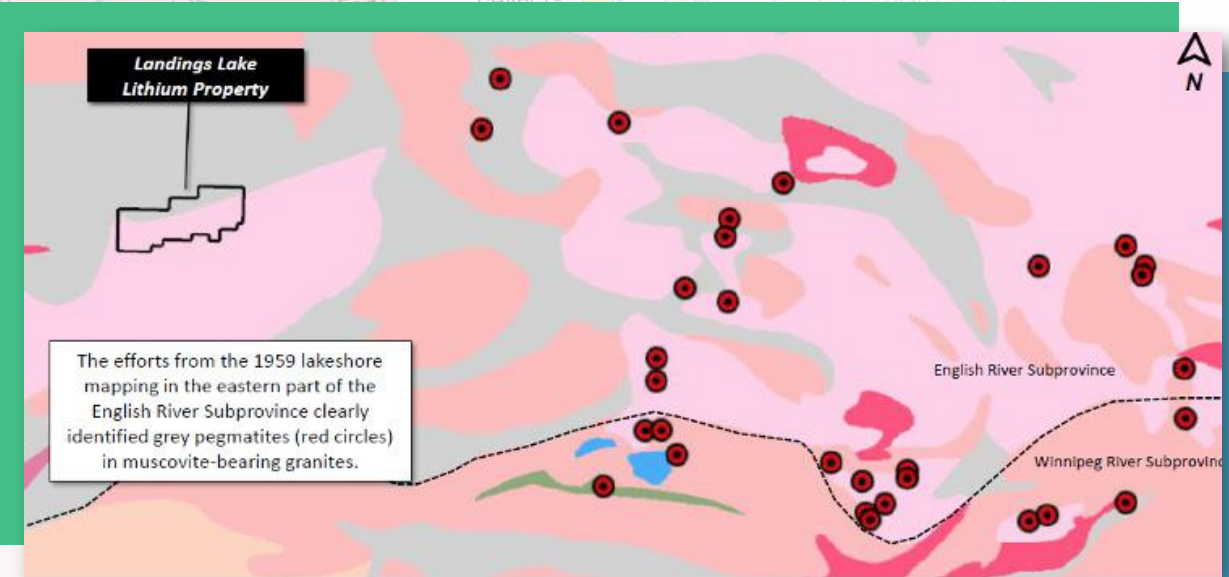 Landings Lake
Lithium Property
N
The efforts from the 1959 lakeshore
mapping in the eastern part of the
English River Subprovince clearly
identified grey pegmatites (red circles)
in muscovite-bearing granites.
English River Subprovince
Winnipeg River Subprovinc